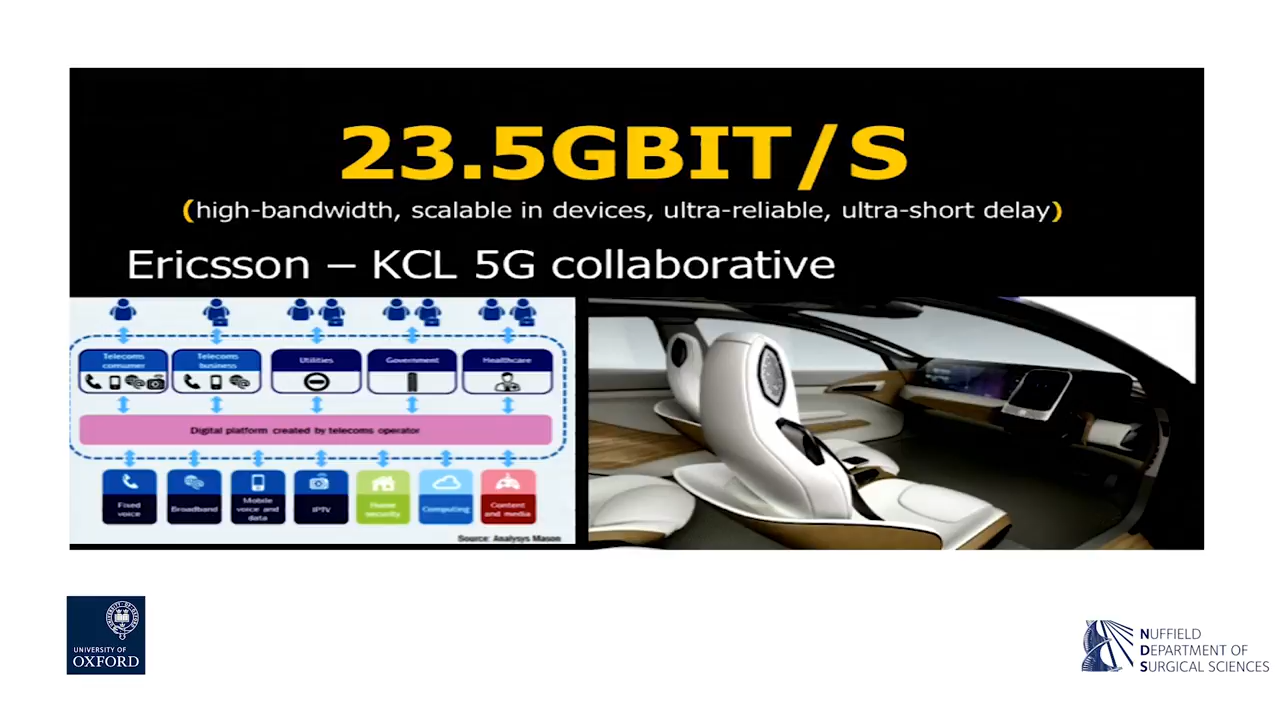 23.5GBIT/S
(high-bandwidth, scalable in devices, ultra-reliable, ultra-short delay)
Ericsson – KCL 5G collaborative
Telecoms consumer
Telecoms business
Utilities
Government
Healthcare
Digital platform created by telecoms operator
Fixed voice
Broadband
Mobile voice and data
IPTV
Home security
Computing
Content and media
Source: Analysys Mason
UNIVERSITY OF
OXFORD
NUFFIELD
DEPARTMENT OF
SURGICAL SCIENCES